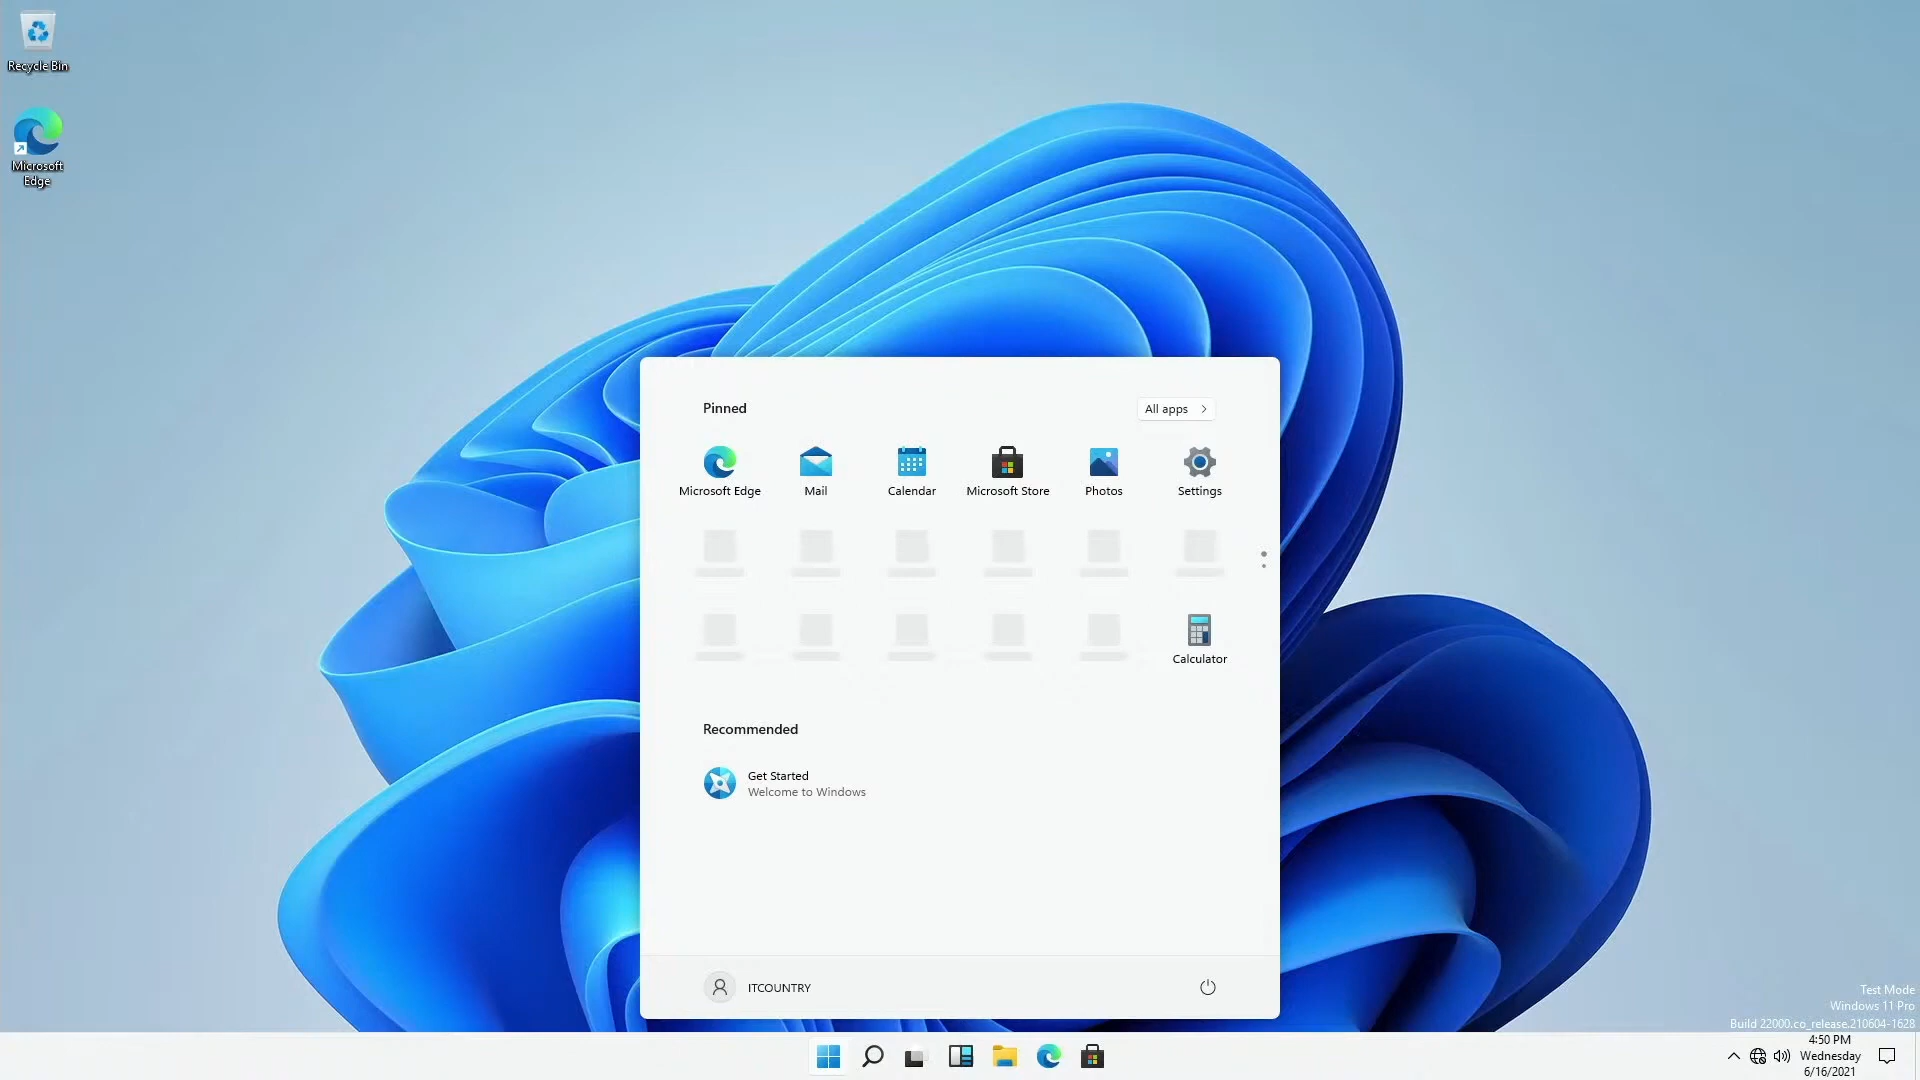 Recycle Bin
Microsoft
Edge
Pinned
All apps
Microsoft Edge
Mail
Calendar
Microsoft Store
Photos
Settings
Calculator
Recommended
Get Started
Welcome to Windows
ITCOUNTRY
Test Mode
Windows 11 Pro
Build 22000.co_release.210604-1628
4:50 PM
Wednesday
6/16/2021